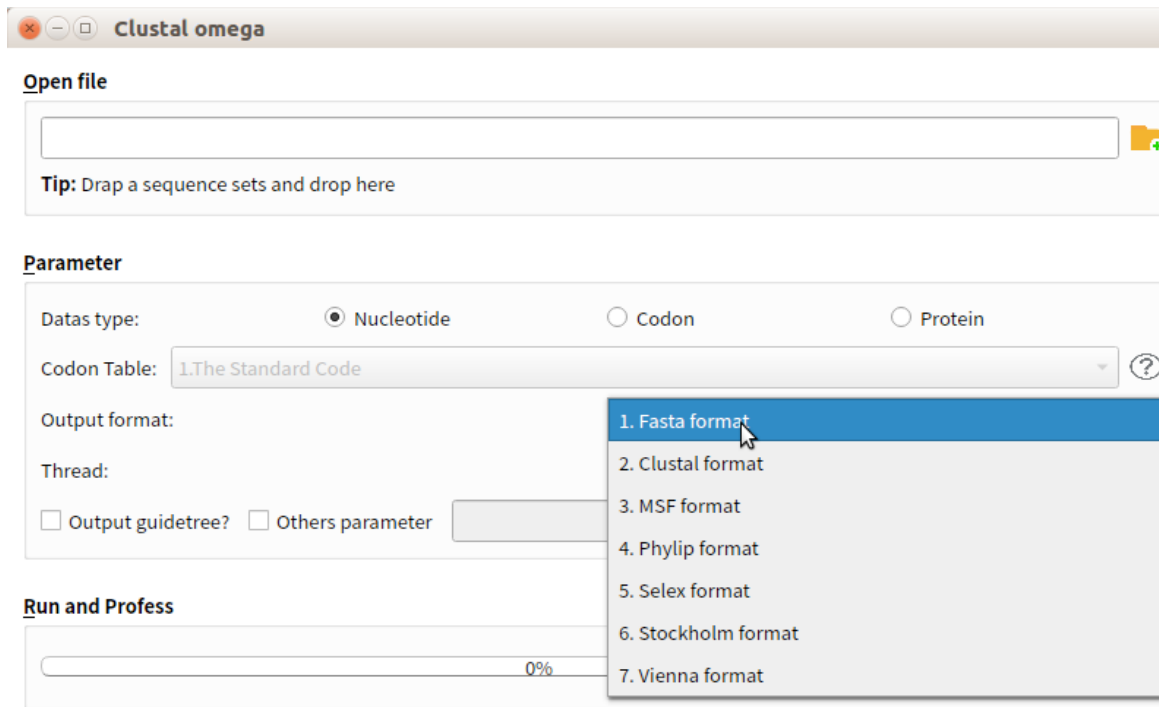 Clustal omega
Open file
Tip: Drap a sequence sets and drop here
Parameter
Datas type: Nucleotide Codon Protein
Codon Table: 1.The Standard Code ?
Output format:
1. Fasta format
2. Clustal format
Thread:
3. MSF format
Output guidetree? Others parameter
4. Phylip format
5. Selex format
Run and Profess
6. Stockholm format
0%
7. Vienna format